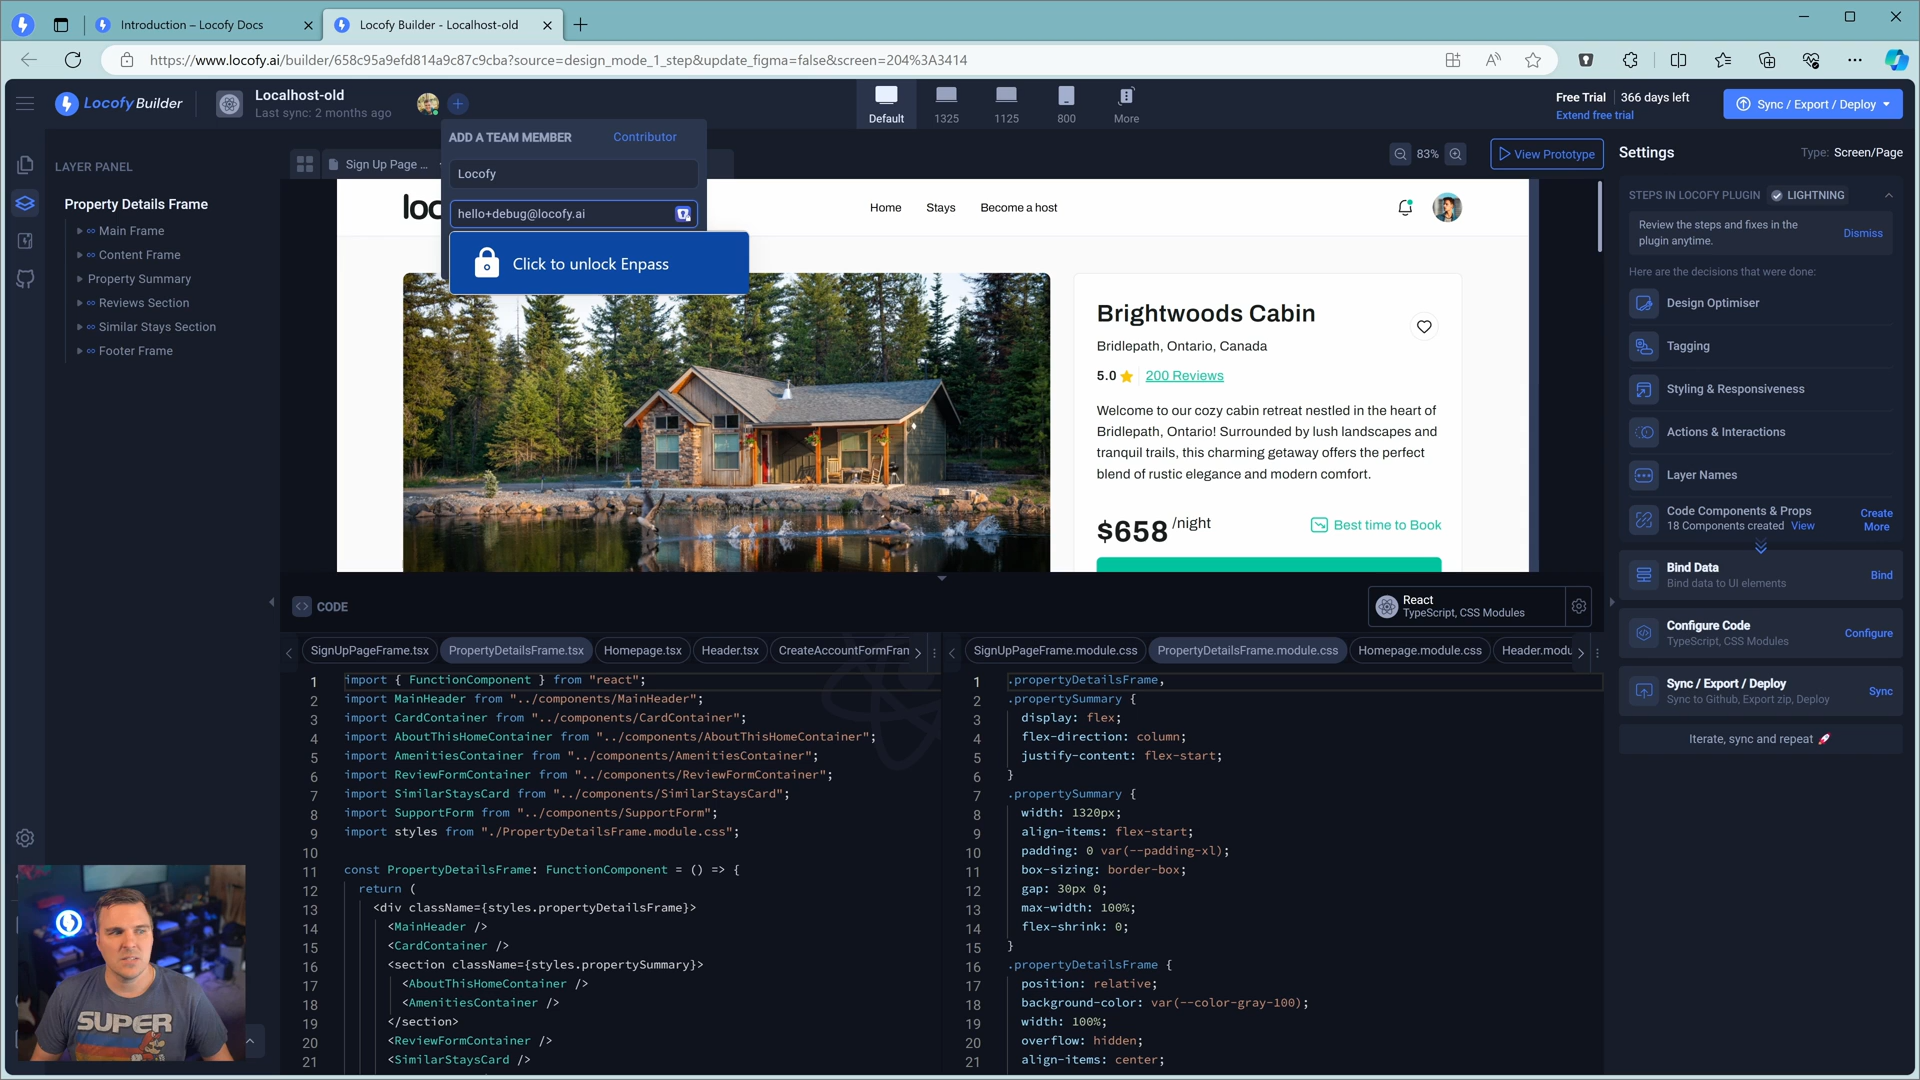 Introduction – Locofy Docs
Locofy Builder - Localhost-old
https://www.locofy.ai/builder/658c95a9efd814a9c87c9cba?source=design_mode_1_step&update_figma=false&screen=204%3A3414
Locofy Builder
Localhost-old
Last sync: 2 months ago
Default
1325
1125
800
More
Free Trial
366 days left
Extend free trial
Sync / Export / Deploy
ADD A TEAM MEMBER
Contributor
Locofy
hello+debug@locofy.ai
Click to unlock Enpass
LAYER PANEL
Property Details Frame
Main Frame
Content Frame
Property Summary
Reviews Section
Similar Stays Section
Footer Frame
Sign Up Page ...
83%
View Prototype
loc
Home
Stays
Become a host
Brightwoods Cabin
Bridlepath, Ontario, Canada
5.0
200 Reviews
Welcome to our cozy cabin retreat nestled in the heart of
Bridlepath, Ontario! Surrounded by lush landscapes and
tranquil trails, this charming getaway offers the perfect
blend of rustic elegance and modern comfort.
$658 /night
Best time to Book
Settings
Type: Screen/Page
STEPS IN LOCOFY PLUGIN
LIGHTNING
Review the steps and fixes in the
plugin anytime.
Dismiss
Here are the decisions that were done:
Design Optimiser
Tagging
Styling & Responsiveness
Actions & Interactions
Layer Names
Code Components & Props
18 Components created View
Create
More
Bind Data
Bind data to UI elements
Bind
Configure Code
TypeScript, CSS Modules
Configure
Sync / Export / Deploy
Sync to Github, Export zip, Deploy
Sync
Iterate, sync and repeat 🚀
CODE
React
TypeScript, CSS Modules
SignUpPageFrame.tsx
PropertyDetailsFrame.tsx
Homepage.tsx
Header.tsx
CreateAccountFormFran
1 import { FunctionComponent } from "react";
2 import MainHeader from "../components/MainHeader";
3 import CardContainer from "../components/CardContainer";
4 import AboutThisHomeContainer from "../components/AboutThisHomeContainer";
5 import AmenitiesContainer from "../components/AmenitiesContainer";
6 import ReviewFormContainer from "../components/ReviewFormContainer";
7 import SimilarStaysCard from "../components/SimilarStaysCard";
8 import SupportForm from "../components/SupportForm";
9 import styles from "./PropertyDetailsFrame.module.css";
10
11 const PropertyDetailsFrame: FunctionComponent = () => {
12 return (
13 <div className={styles.propertyDetailsFrame}>
14 <MainHeader />
15 <CardContainer />
16 <section className={styles.propertySummary}>
17 <AboutThisHomeContainer />
18 <AmenitiesContainer />
19 </section>
20 <ReviewFormContainer />
21 <SimilarStaysCard />
SignUpPageFrame.module.css
PropertyDetailsFrame.module.css
Homepage.module.css
Header.modu
1 .propertyDetailsFrame,
2 .propertySummary {
3 display: flex;
4 flex-direction: column;
5 justify-content: flex-start;
6 }
7 .propertySummary {
8 width: 1320px;
9 align-items: flex-start;
10 padding: 0 var(--padding-xl);
11 box-sizing: border-box;
12 gap: 30px 0;
13 max-width: 100%;
14 flex-shrink: 0;
15 }
16 .propertyDetailsFrame {
17 position: relative;
18 background-color: var(--color-gray-100);
19 width: 100%;
20 overflow: hidden;
21 align-items: center;
SUPER